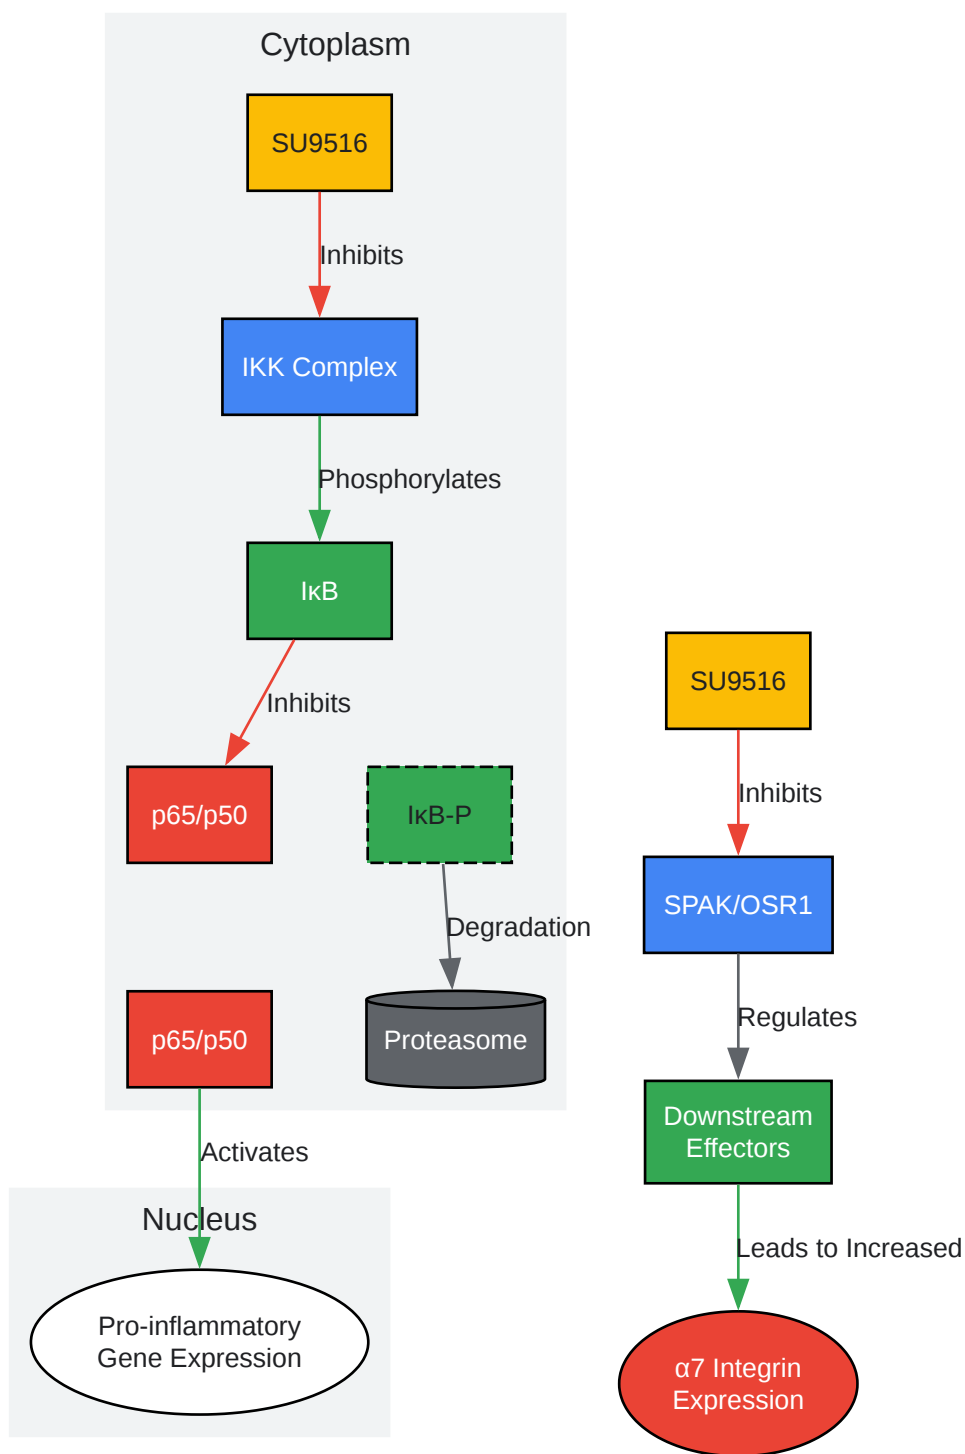 Cytoplasm
SU9516
Inhibits
IKK Complex
Phosphorylates
IκB
Inhibits
p65/p50
IκB-P
Degradation
p65/p50
Proteasome
Activates
Nucleus
Pro-inflammatory
Gene Expression
SU9516
Inhibits
SPAK/OSR1
Regulates
Downstream
Effectors
Leads to Increased
α7 Integrin
Expression